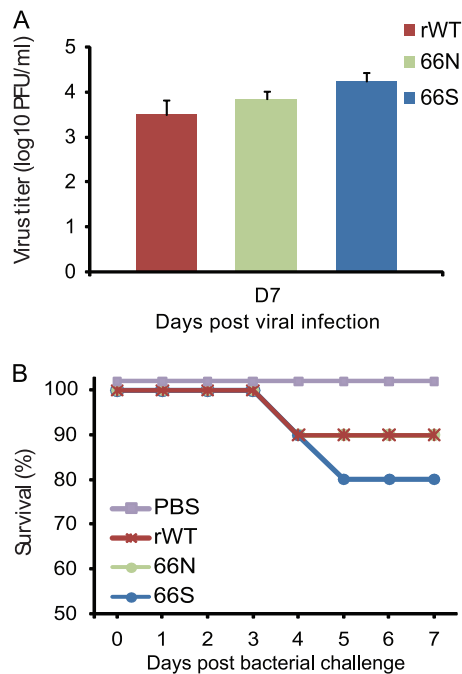 A
rWT
66N
66S
Virus titer (log10 PFU/ml)
5
4
3
2
1
0
D7
Days post viral infection
B
Survival (%)
100
90
80
70
60
50
PBS
rWT
66N
66S
0 1 2 3 4 5 6 7
Days post bacterial challenge